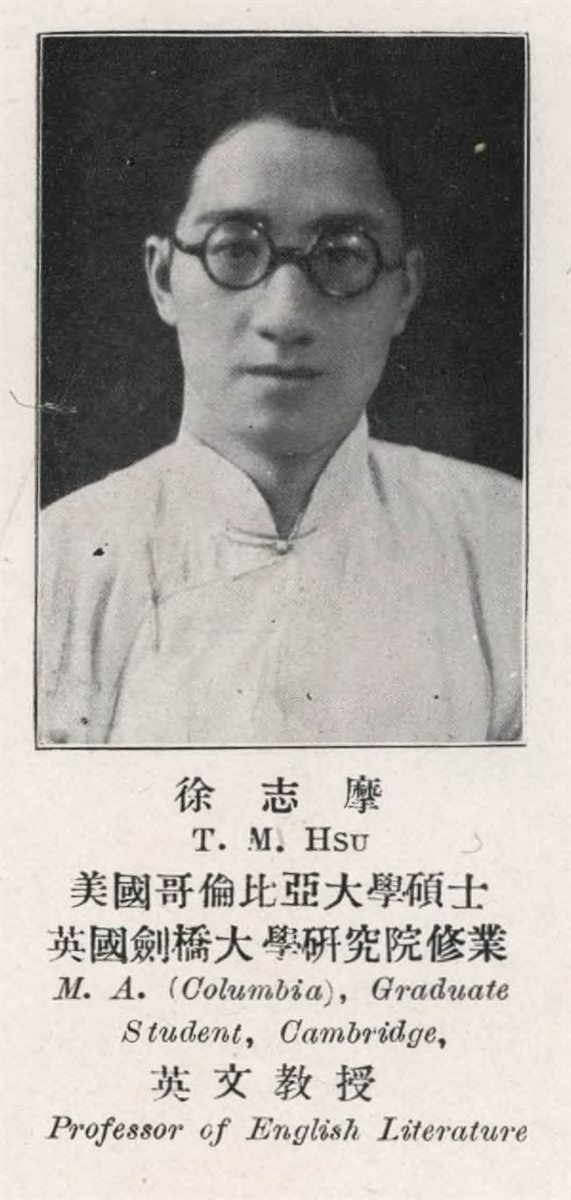 徐志摩
T. M. HSU
美國哥倫比亞大學碩士
英國劍橋大學研究院修業
M. A. (Columbia), Graduate
Student, Cambridge,
英文教授
Professor of English Literature